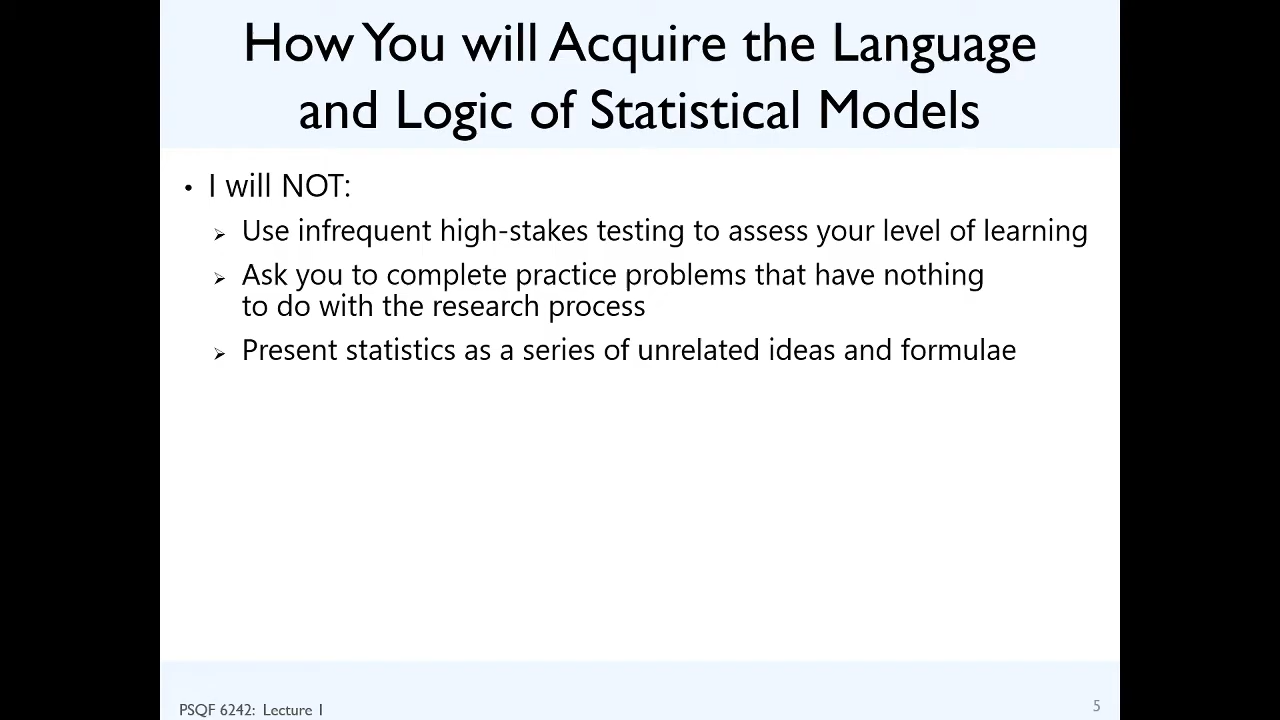 How You will Acquire the Language
and Logic of Statistical Models
• I will NOT:
➢ Use infrequent high-stakes testing to assess your level of learning
➢ Ask you to complete practice problems that have nothing
to do with the research process
➢ Present statistics as a series of unrelated ideas and formulae
PSQF 6242: Lecture 1
5